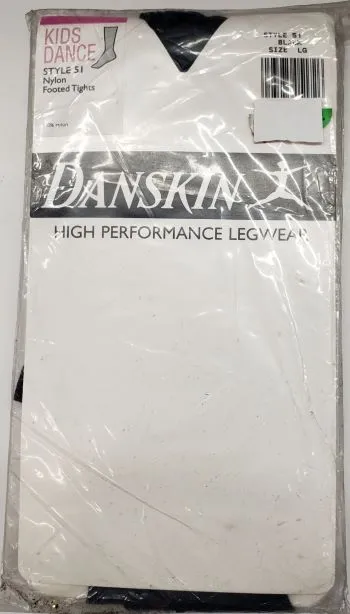 KIDS
DANCE
STYLE 51
Nylon
Footed Tights
STYLE 51
BLACK
SIZE LG
DANSKIN
HIGH PERFORMANCE LEGWEAR